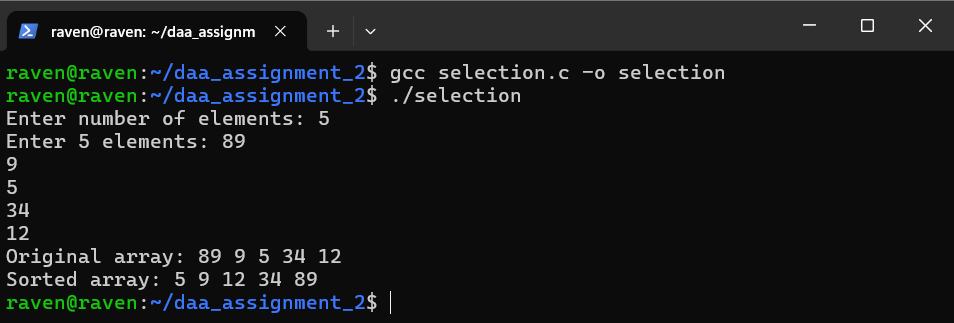 raven@raven: ~/daa_assignm
raven@raven:~/daa_assignment_2$ gcc selection.c -o selection
raven@raven:~/daa_assignment_2$ ./selection
Enter number of elements: 5
Enter 5 elements: 89
9
5
34
12
Original array: 89 9 5 34 12
Sorted array: 5 9 12 34 89
raven@raven:~/daa_assignment_2$